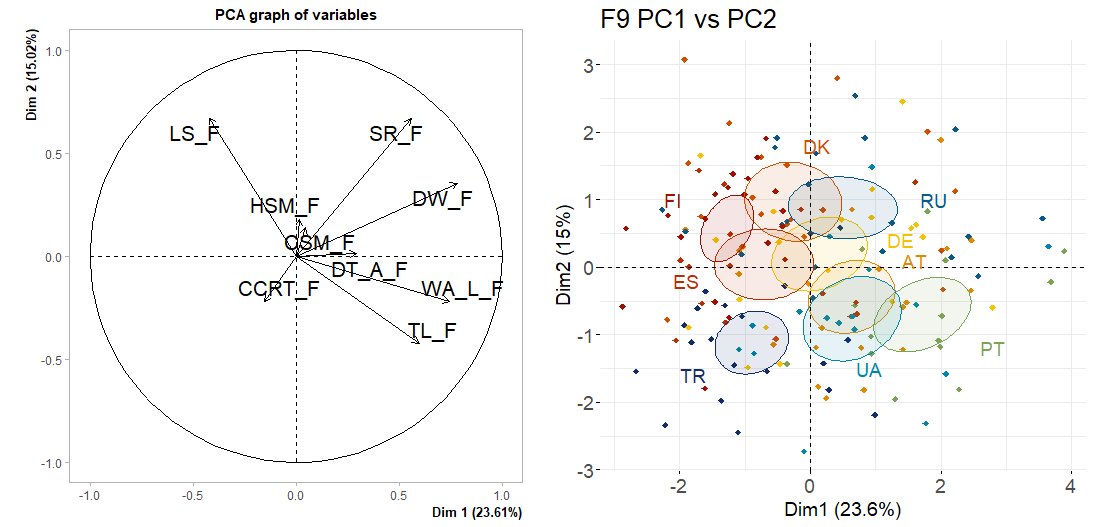 PCA graph of variables
Dim 2 (15.02%)
1.0
0.5
0.0
-0.5
-1.0
LS_F
SR_F
DW_F
HSM_F
CSM_F
DT_A_F
CCRT_F
WA_L_F
TL_F
-1.0 -0.5 0.0 0.5 1.0
Dim 1 (23.61%)
F9 PC1 vs PC2
Dim2 (15%)
3
2
1
0
-1
-2
-3
DK
FI
RU
DE
AT
ES
PT
UA
TR
-2 0 2 4
Dim1 (23.6%)